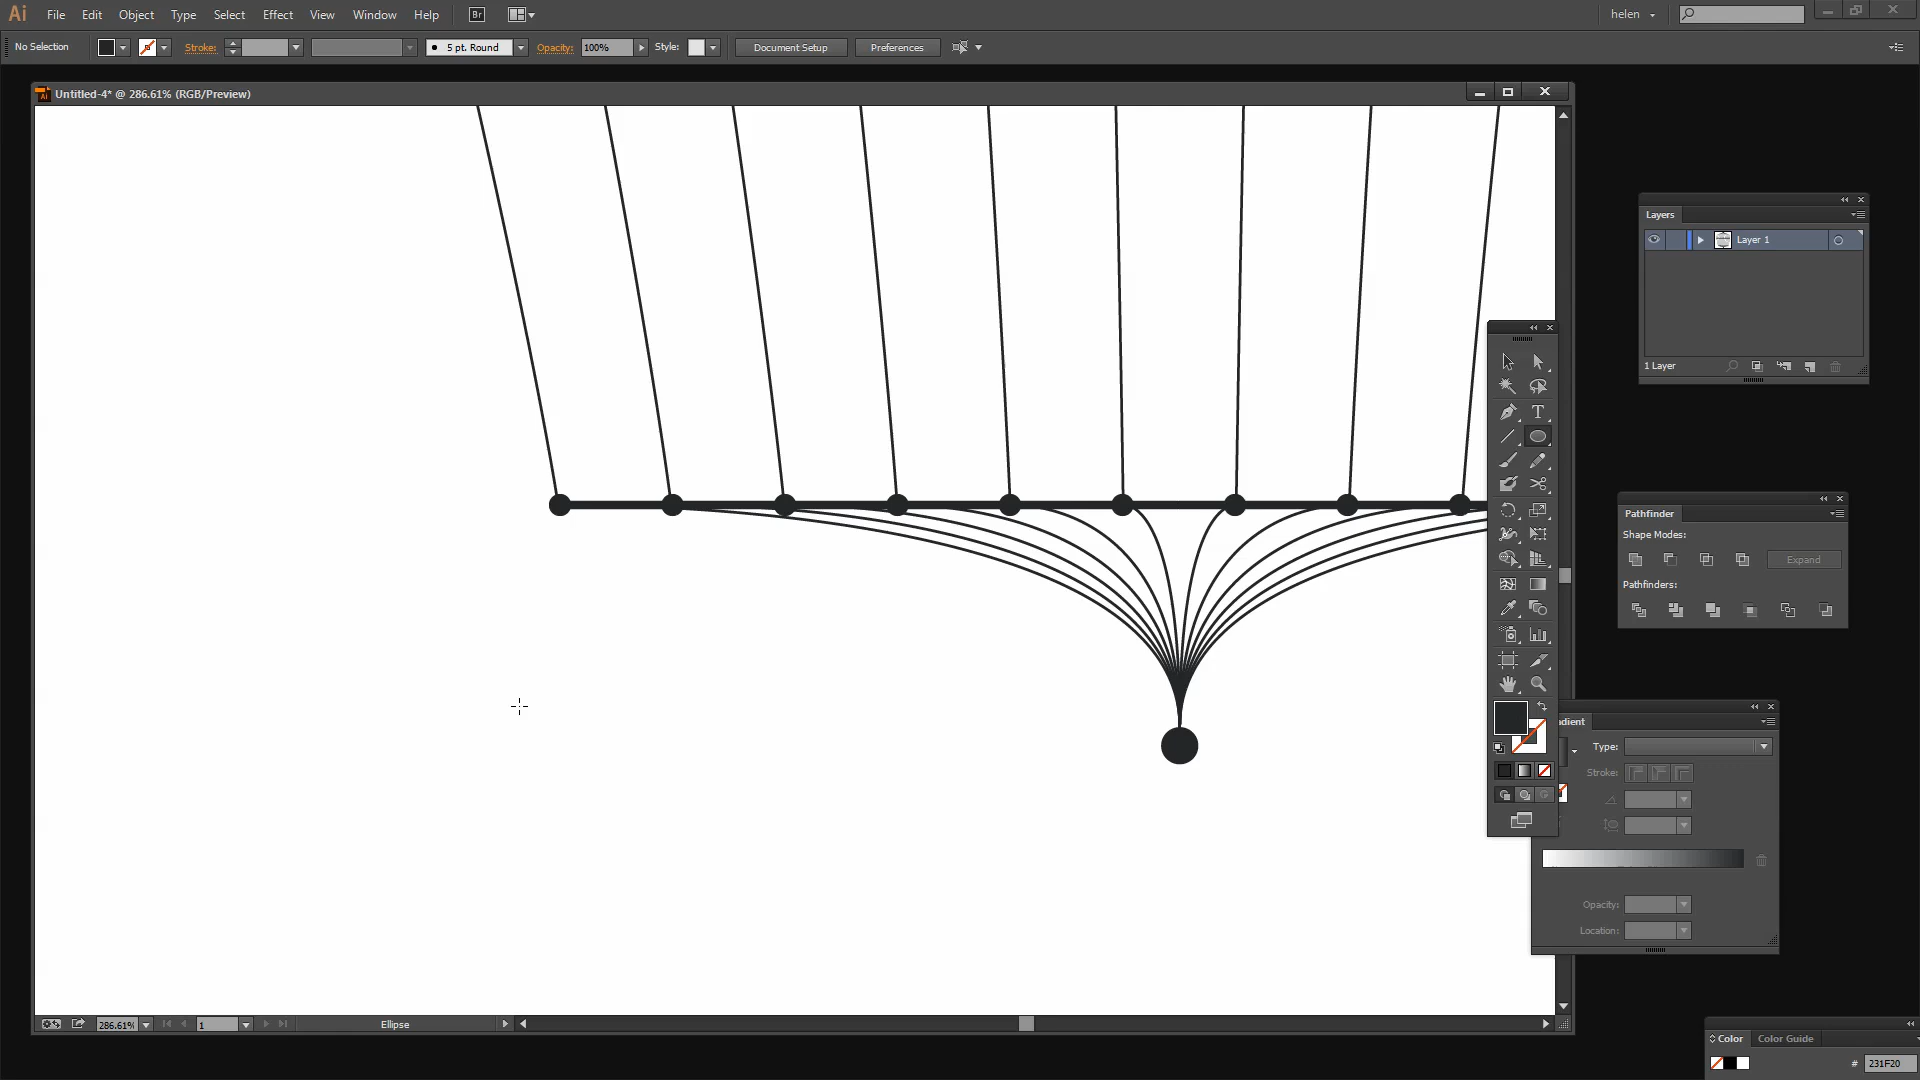 Ai File Edit Object Type Select Effect View Window Help Br helen
No Selection Stroke: 5 pt. Round Opacity: 100% Style: Document Setup Preferences
Untitled-4* @ 286.61% (RGB/Preview)
Layers
Layer 1
1 Layer
Pathfinder
Shape Modes:
Expand
Pathfinders:
T
adient
Type:
Stroke:
Opacity:
Location:
286.61% 1 Ellipse
Color Color Guide
# 231F20